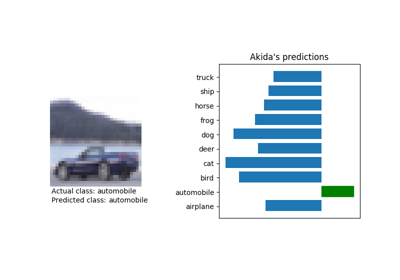 Akida's predictions
truck
ship
horse
frog
dog
deer
cat
bird
automobile
airplane
Actual class: automobile
Predicted class: automobile